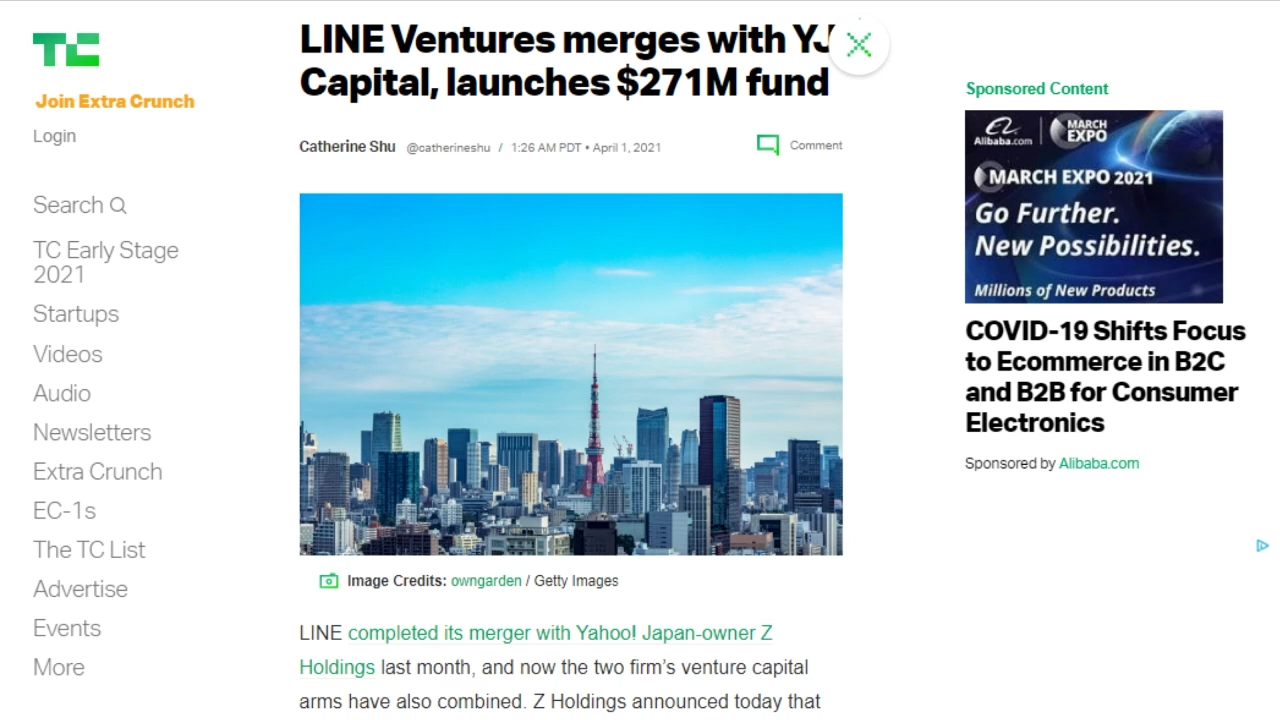 TC
Join Extra Crunch
Login
Search
TC Early Stage
2021
Startups
Videos
Audio
Newsletters
Extra Crunch
EC-1s
The TC List
Advertise
Events
More
LINE Ventures merges with YJ
Capital, launches $271M fund
Catherine Shu @catherineshu / 1:26 AM PDT • April 1, 2021
Comment
Image Credits: owngarden / Getty Images
LINE completed its merger with Yahoo! Japan-owner Z
Holdings last month, and now the two firm's venture capital
arms have also combined. Z Holdings announced today that
Sponsored Content
Alibaba.com
MARCH
EXPO
MARCH EXPO 2021
Go Further.
New Possibilities.
Millions of New Products
COVID-19 Shifts Focus
to Ecommerce in B2C
and B2B for Consumer
Electronics
Sponsored by Alibaba.com